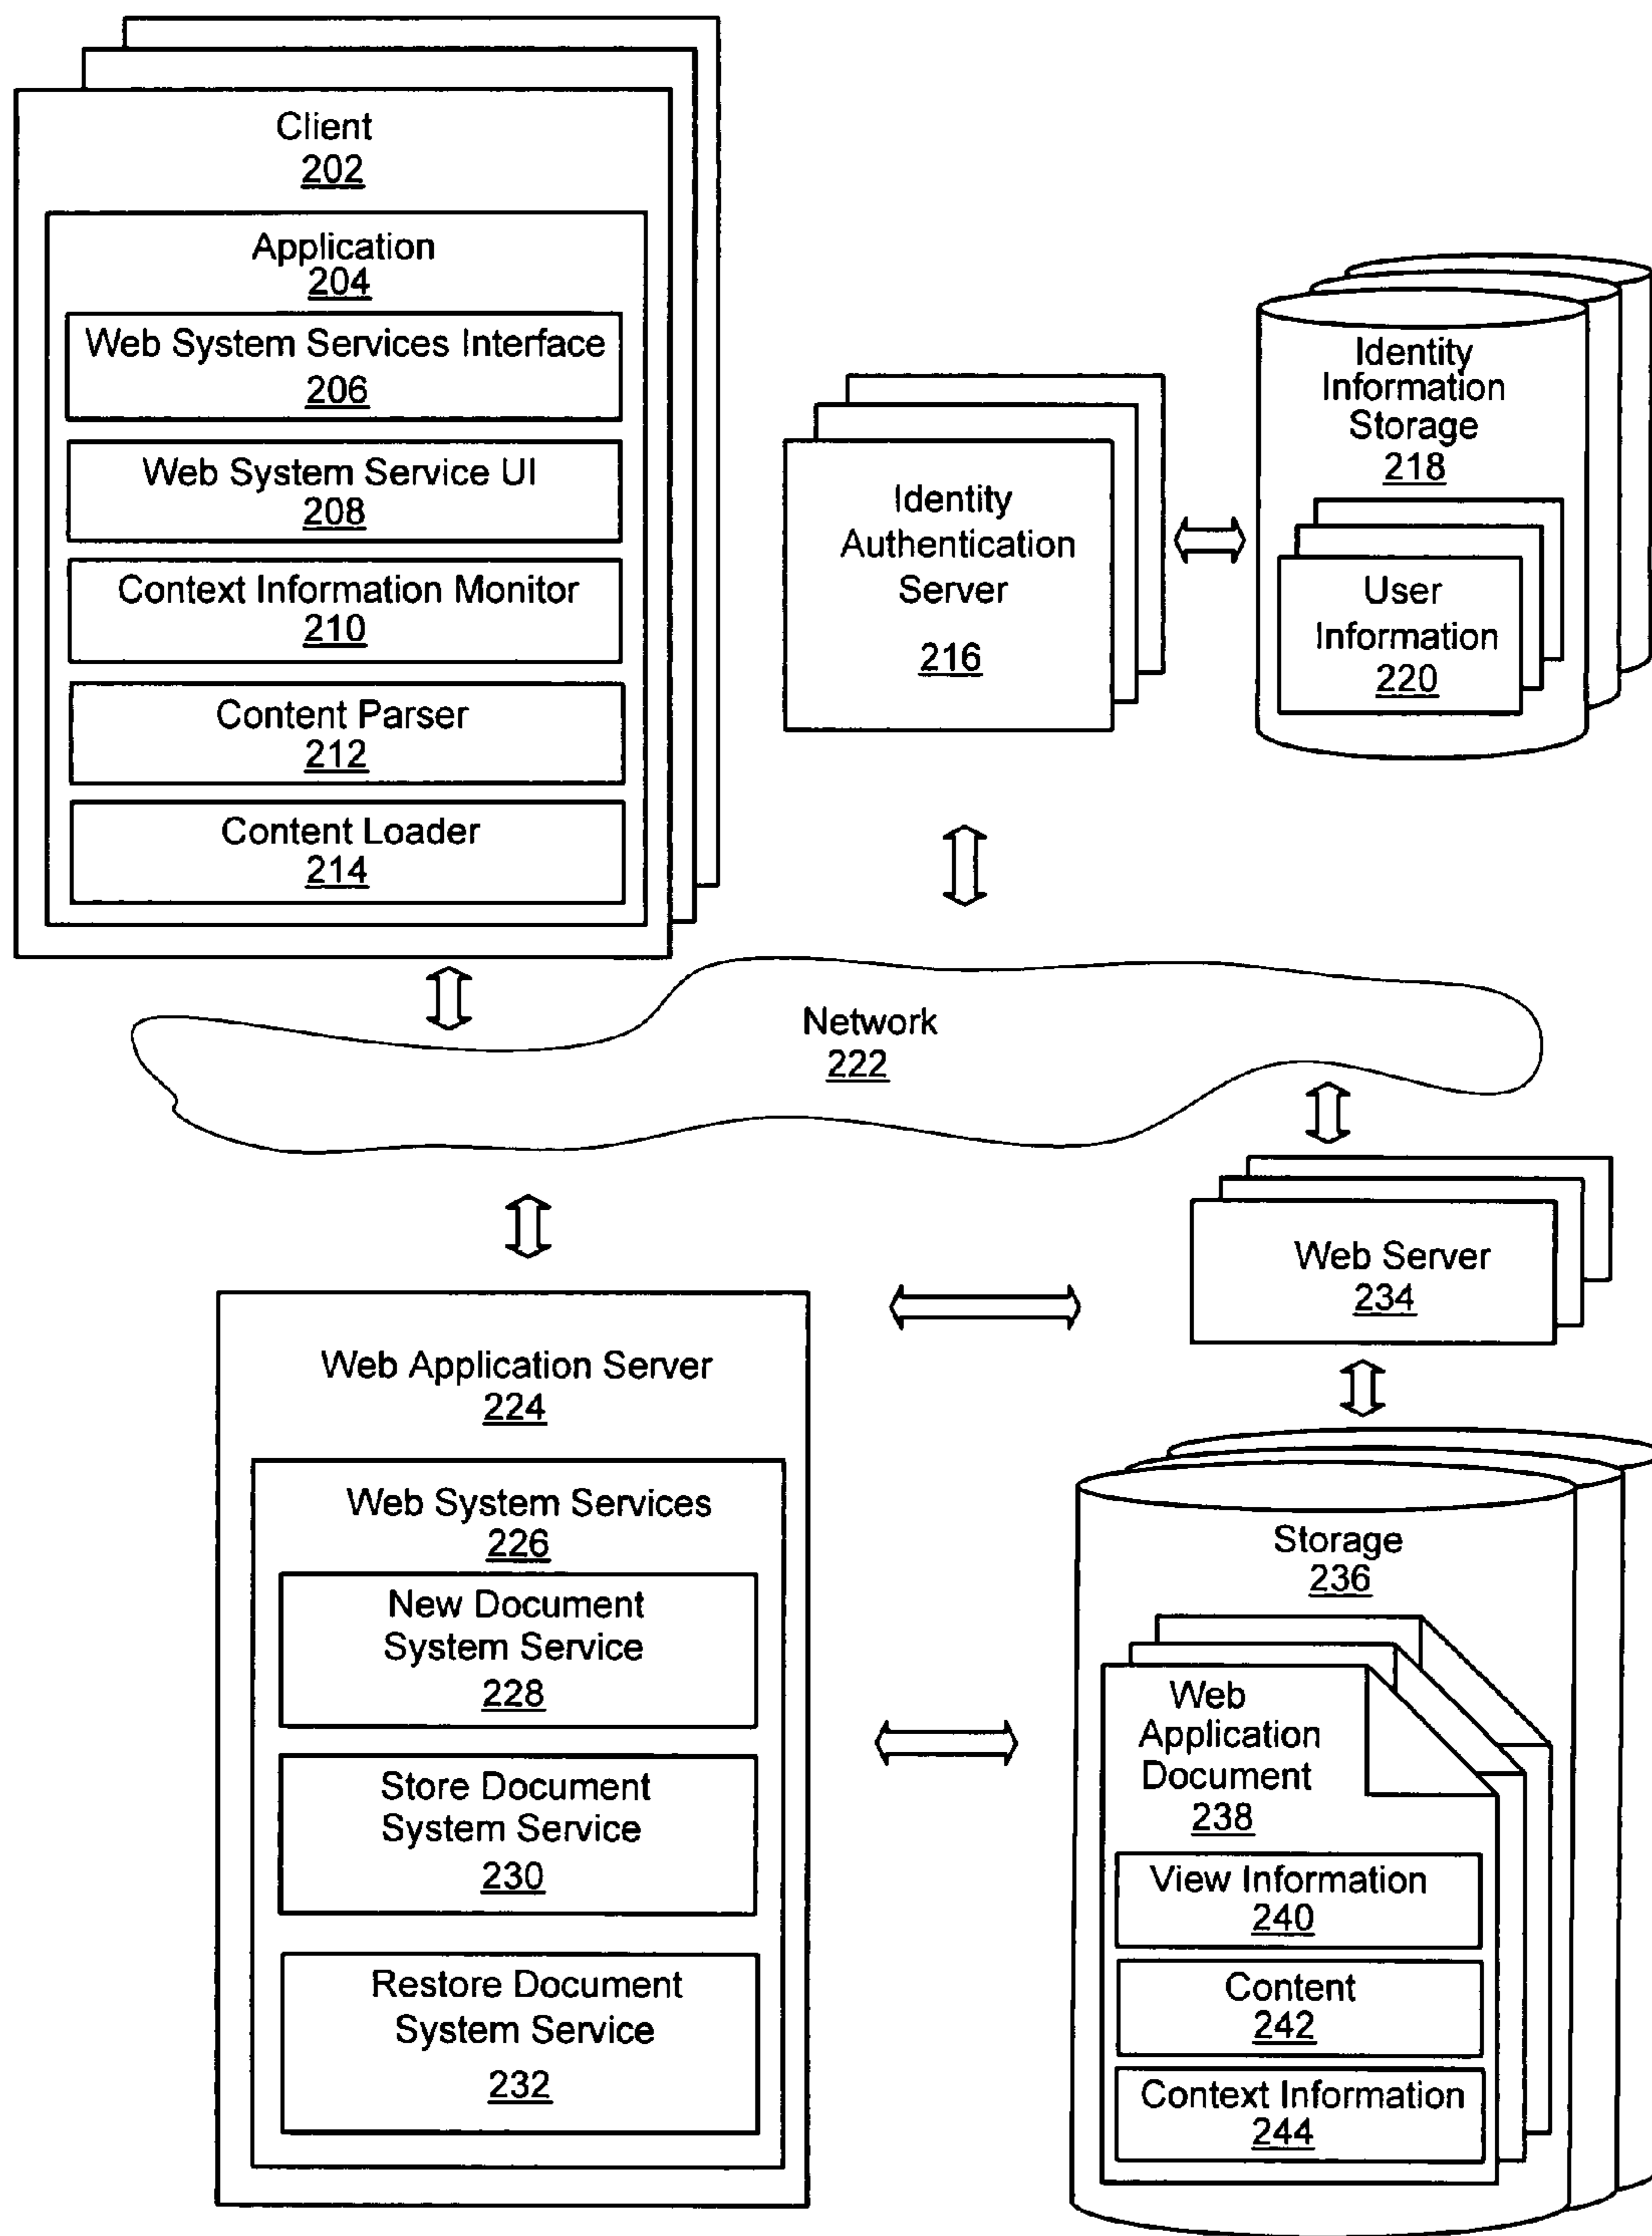 Client
202
Application
204
Web System Services Interface
206
Web System Service UI
208
Context Information Monitor
210
Content Parser
212
Content Loader
214
Identity
Authentication
Server
216
Identity
Information
Storage
218
User
Information
220
Network
222
Web Server
234
Web Application Server
224
Web System Services
226
New Document
System Service
228
Store Document
System Service
230
Restore Document
System Service
232
Storage
236
Web
Application
Document
238
View Information
240
Content
242
Context Information
244